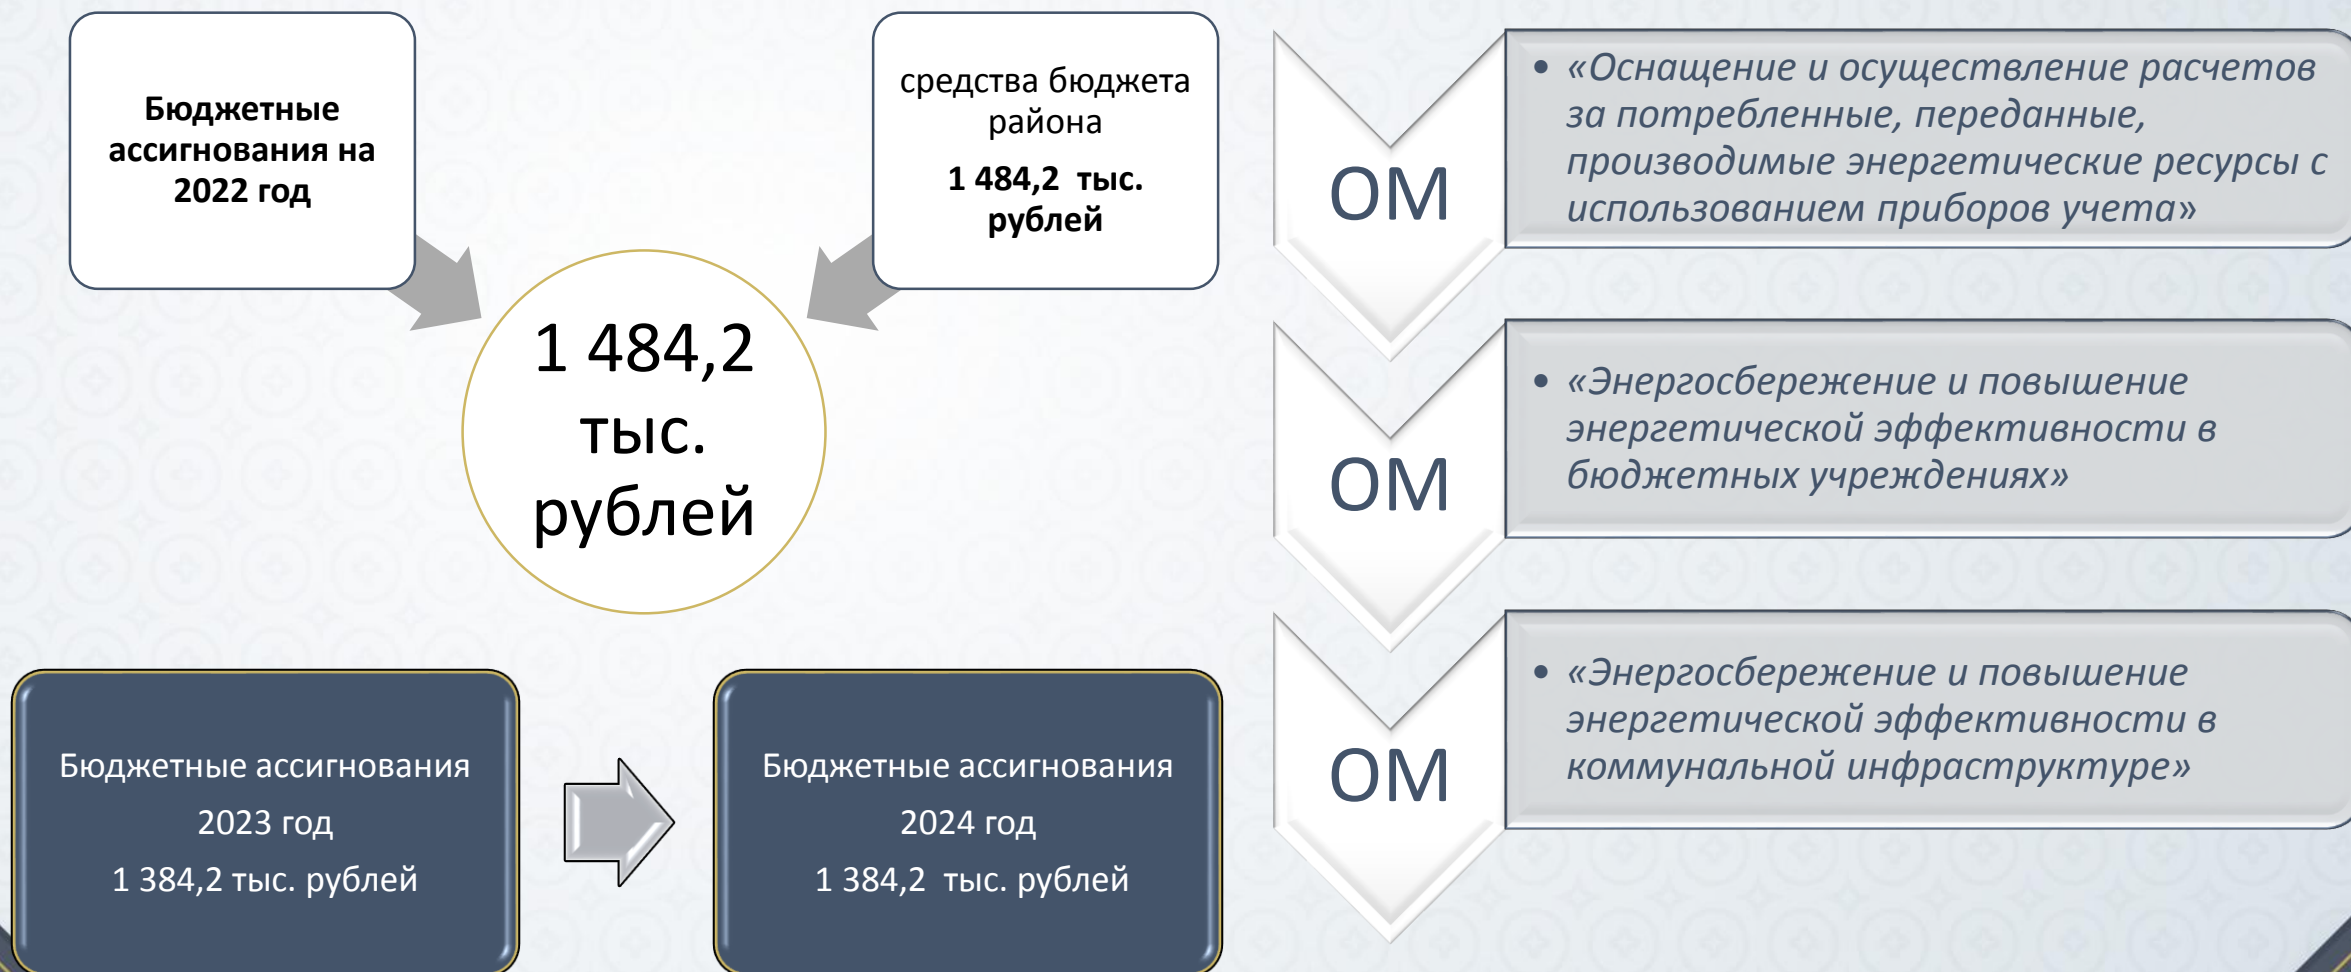 Бюджетные
ассигнования на
2022 год
средства бюджета
района
1 484,2  тыс.
рублей
1 484,2
тыс.
рублей
Бюджетные ассигнования
2023 год
1 384,2 тыс. рублей
Бюджетные ассигнования
2024 год
1 384,2  тыс. рублей
ОМ
• «Оснащение и осуществление расчетов
за потребленные, переданные,
производимые энергетические ресурсы с
использованием приборов учета»
ОМ
• «Энергосбережение и повышение
энергетической эффективности в
бюджетных учреждениях»
ОМ
• «Энергосбережение и повышение
энергетической эффективности в
коммунальной инфраструктуре»